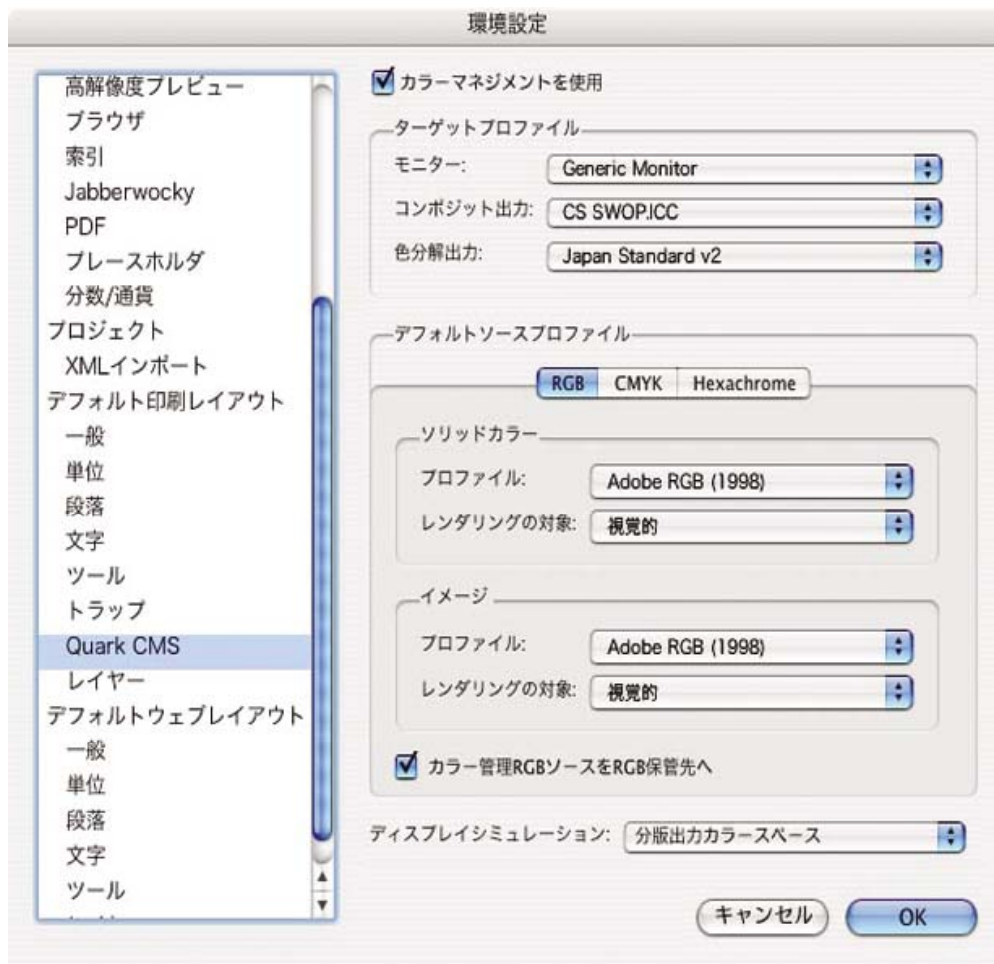 環境設定
高解像度プレビュー
ブラウザ
索引
Jabberwocky
PDF
プレースホルダ
分数/通貨
プロジェクト
XMLインポート
デフォルト印刷レイアウト
一般
単位
段落
文字
ツール
トラップ
Quark CMS
レイヤー
デフォルトウェブレイアウト
一般
単位
段落
文字
ツール
カラーマネジメントを使用
ターゲットプロファイル
モニター: Generic Monitor
コンポジット出力: CS SWOP.ICC
色分解出力: Japan Standard v2
デフォルトソースプロファイル
RGB CMYK Hexachrome
ソリッドカラー
プロファイル: Adobe RGB (1998)
レンダリングの対象: 視覚的
イメージ
プロファイル: Adobe RGB (1998)
レンダリングの対象: 視覚的
カラー管理RGBソースをRGB保管先へ
ディスプレイシミュレーション: 分版出力カラースペース
キャンセル OK